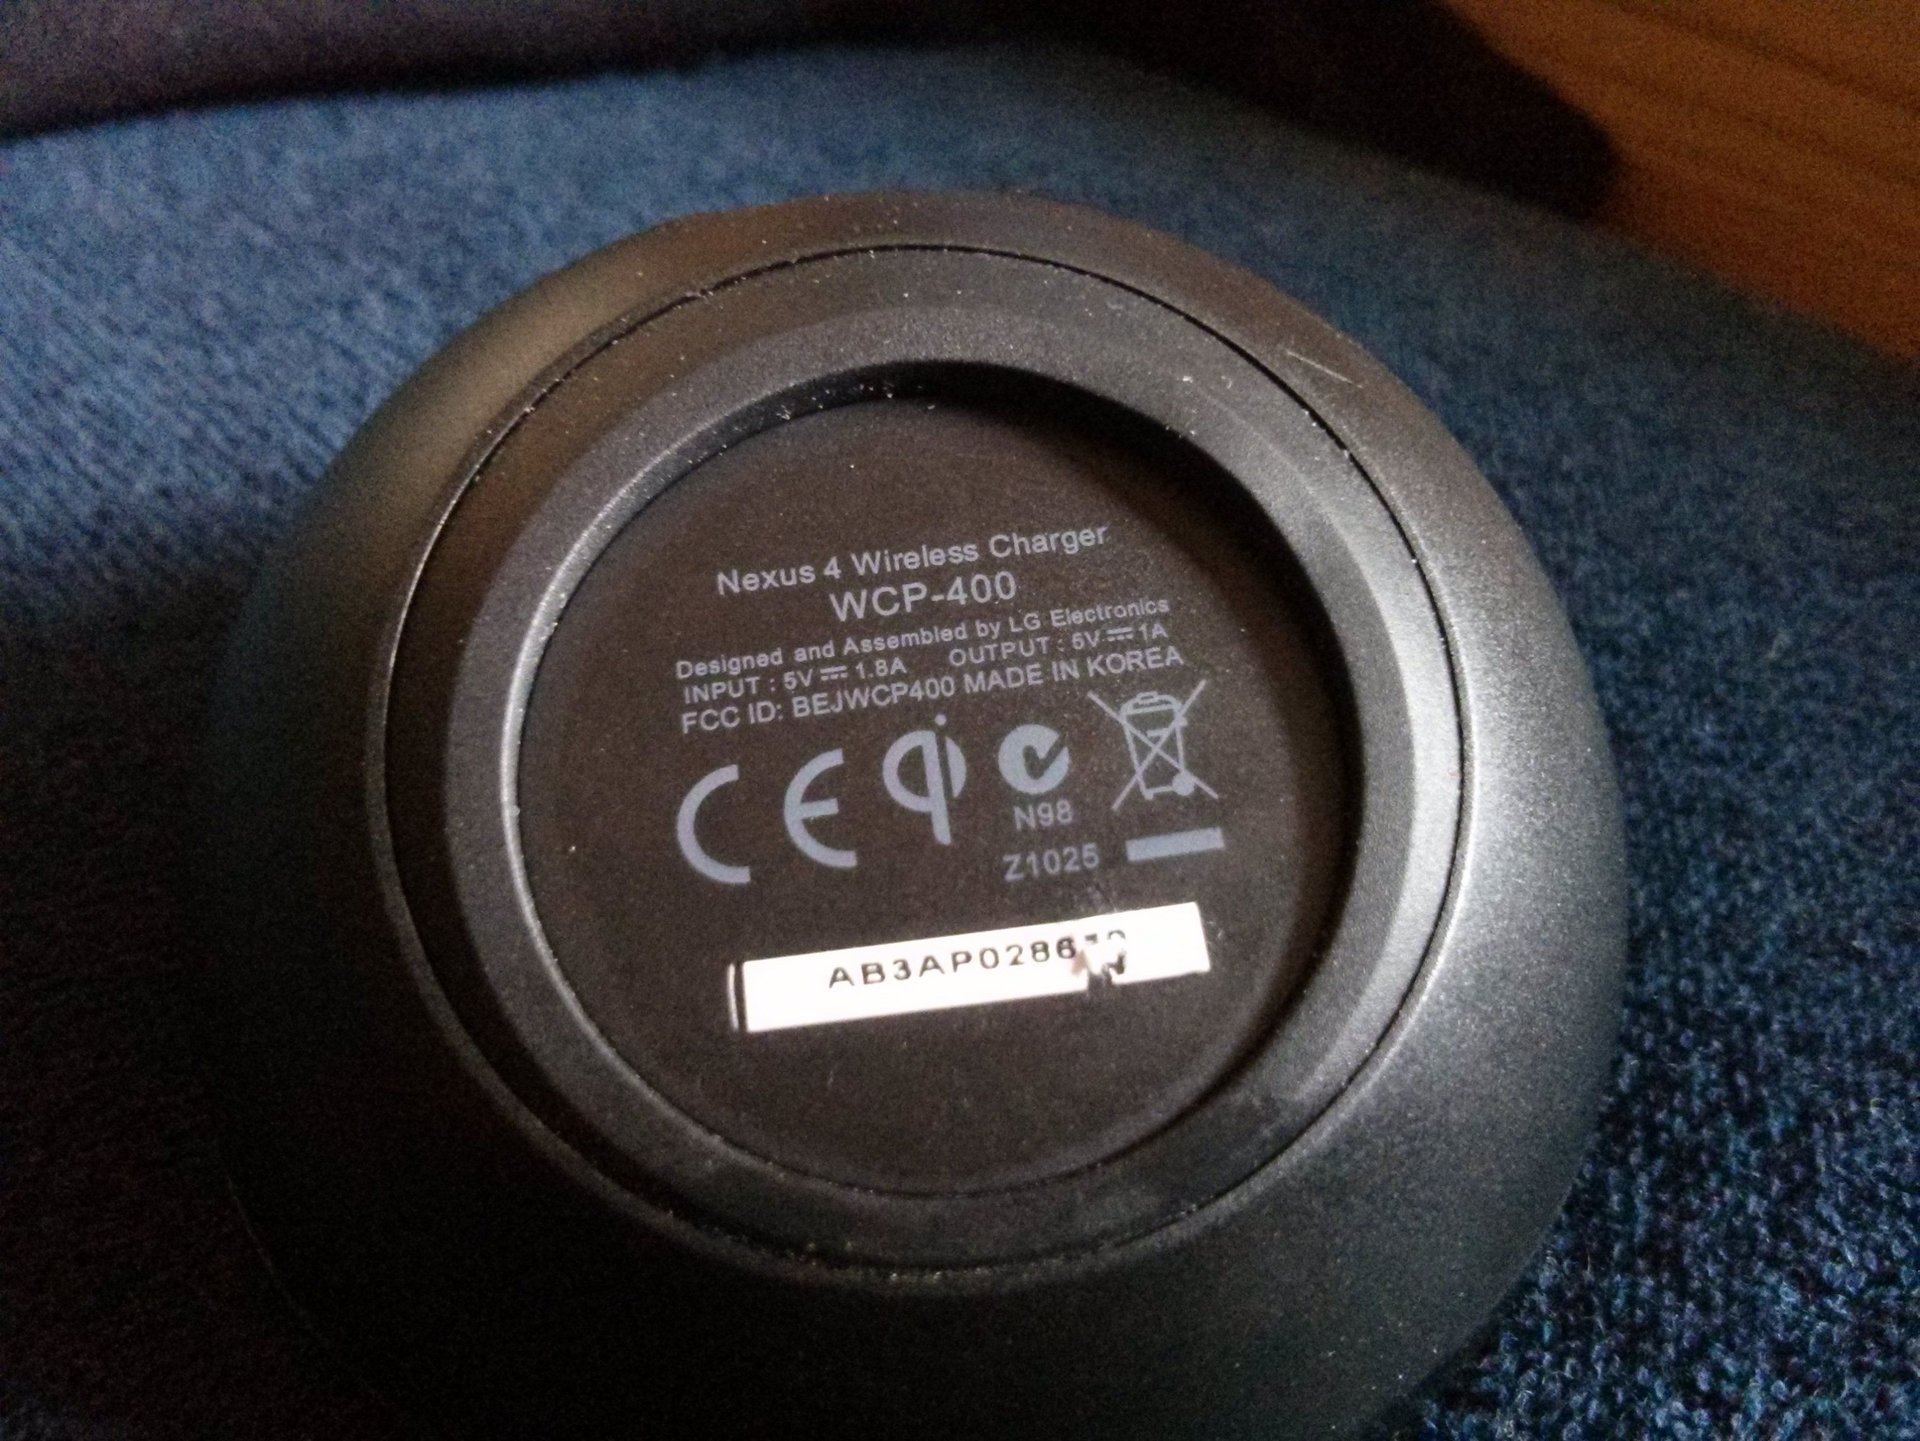 Nexus 4 Wireless Charger
WCP-400
Designed and Assembled by LG Electronics
INPUT : 5V ⎓ 1.8A OUTPUT : 5V ⎓ 1A
FCC ID: BEJWCP400 MADE IN KOREA
CE qi
N98
Z1025